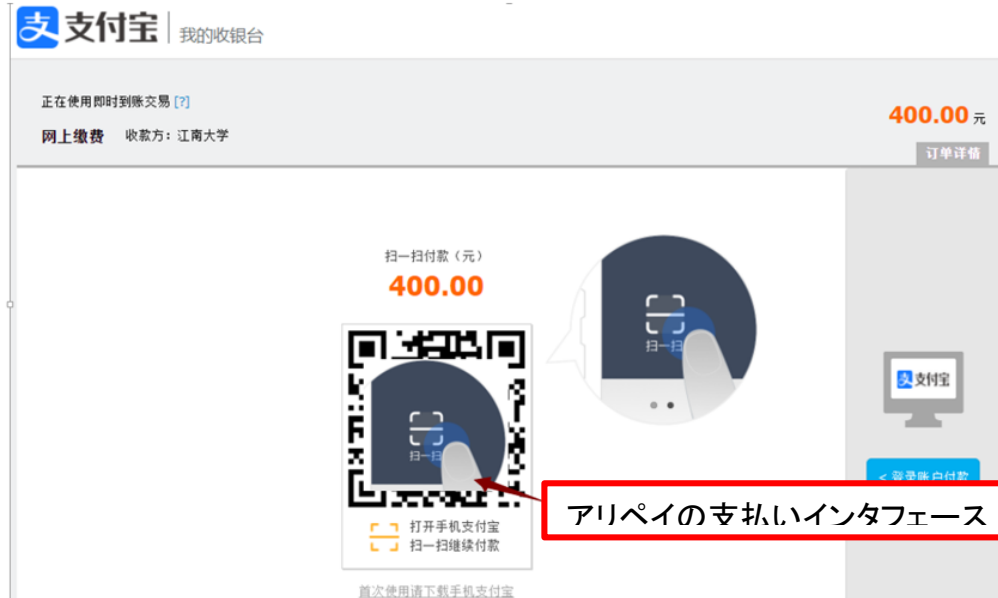 支 支付宝 我的收银台
正在使用即时到账交易 [?]
网上缴费 收款方：江南大学
400.00 元
订单详情
扫一扫付款（元）
400.00
扫一扫
扫一扫
支 支付宝
< 登录账户付款
アリペイの支払いインタフェース
打开手机支付宝
扫一扫继续付款
首次使用请下载手机支付宝